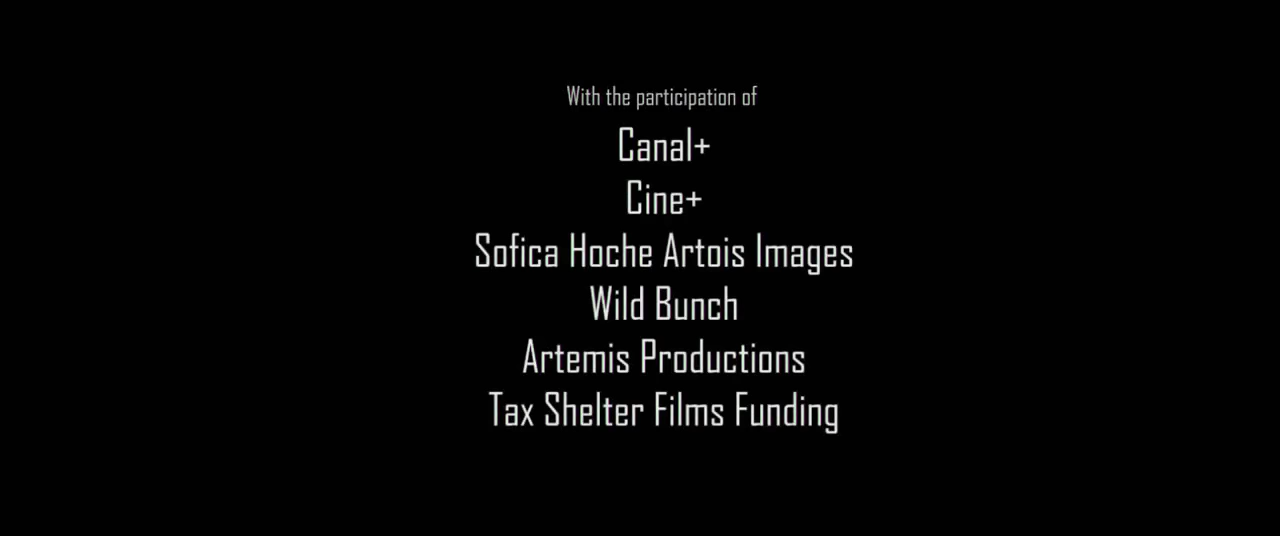 With the participation of
Canal+
Cine+
Sofica Hoche Artois Images
Wild Bunch
Artemis Productions
Tax Shelter Films Funding